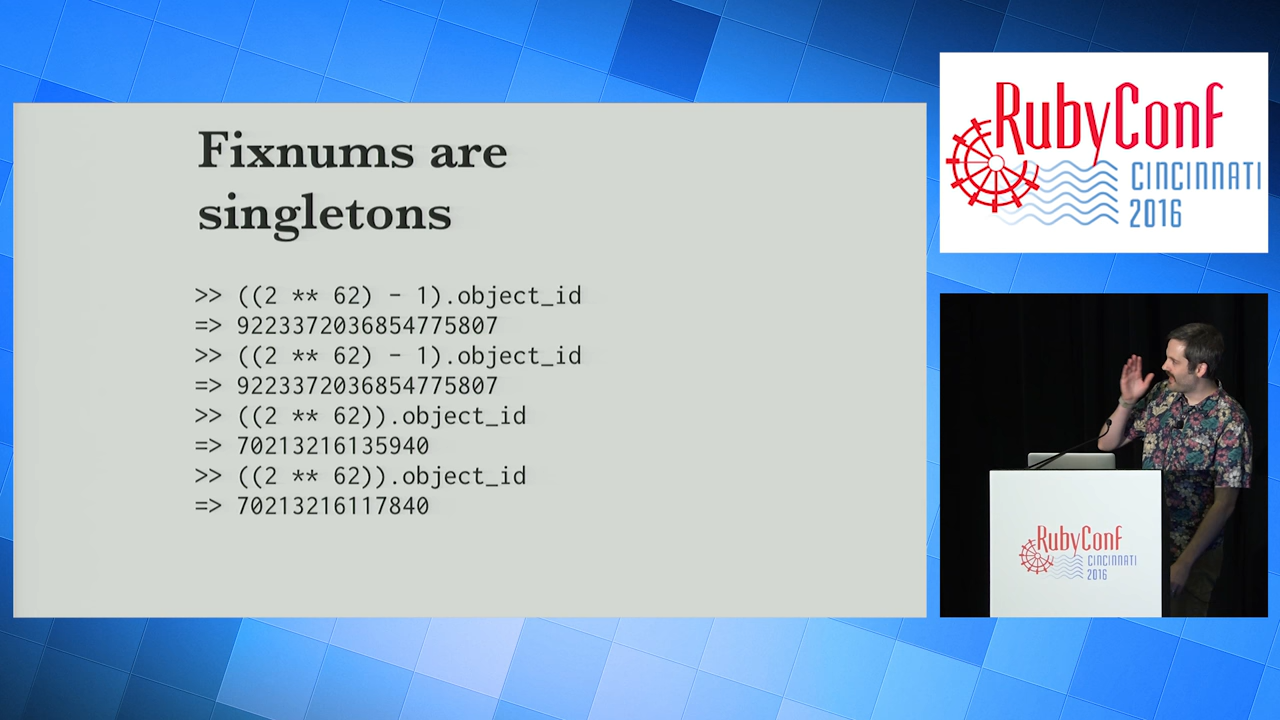 Fixnums are
singletons
>> ((2 ** 62) - 1).object_id
=> 9223372036854775807
>> ((2 ** 62) - 1).object_id
=> 9223372036854775807
>> ((2 ** 62)).object_id
=> 70213216135940
>> ((2 ** 62)).object_id
=> 70213216117840
RubyConf
CINCINNATI
2016
RubyConf
CINCINNATI
2016